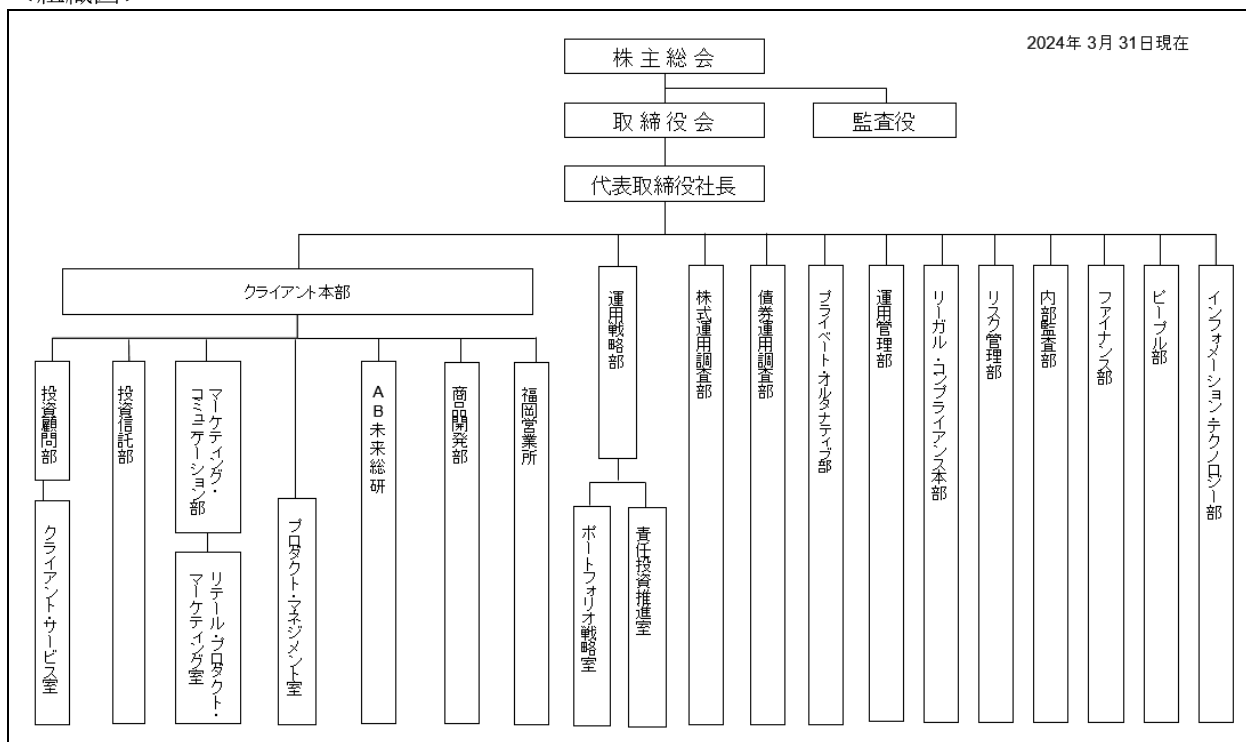 2024年 3月 31日現在
株主総会
取締役会
監査役
代表取締役社長
クライアント本部
運用戦略部
株式運用調査部
債券運用調査部
プライベート・オルタナティブ部
運用管理部
リーガル・コンプライアンス本部
リスク管理部
内部監査部
ファイナンス部
ピープル部
インフォメーション・テクノロジー部
投資顧問部
投資信託部
マーケティング・
コミュニケーション部
AB未来総研
商品開発部
福岡営業所
クライアント・サービス室
リテール・プロダクト・
マーケティング室
プロダクト・マネジメント室
ポートフォリオ戦略室
責任投資推進室